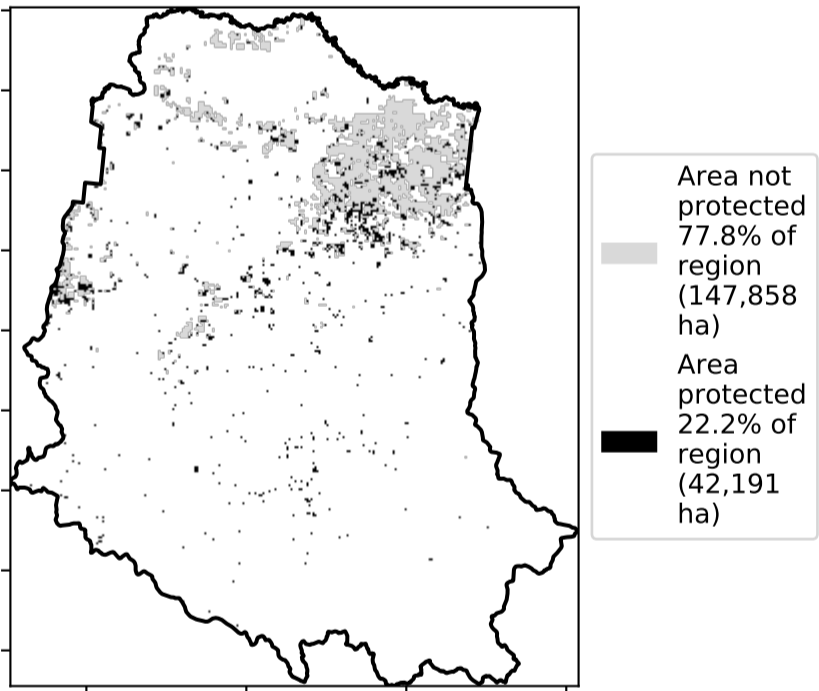 Area not
protected
77.8% of
region
(147,858
ha)
Area
protected
22.2% of
region
(42,191
ha)